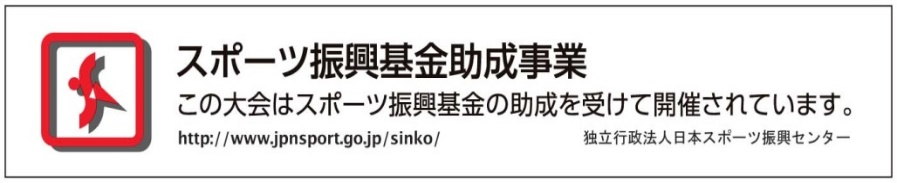 スポーツ振興基金助成事業
この大会はスポーツ振興基金の助成を受けて開催されています。
http://www.jpnsport.go.jp/sinko/ 独立行政法人日本スポーツ振興センター